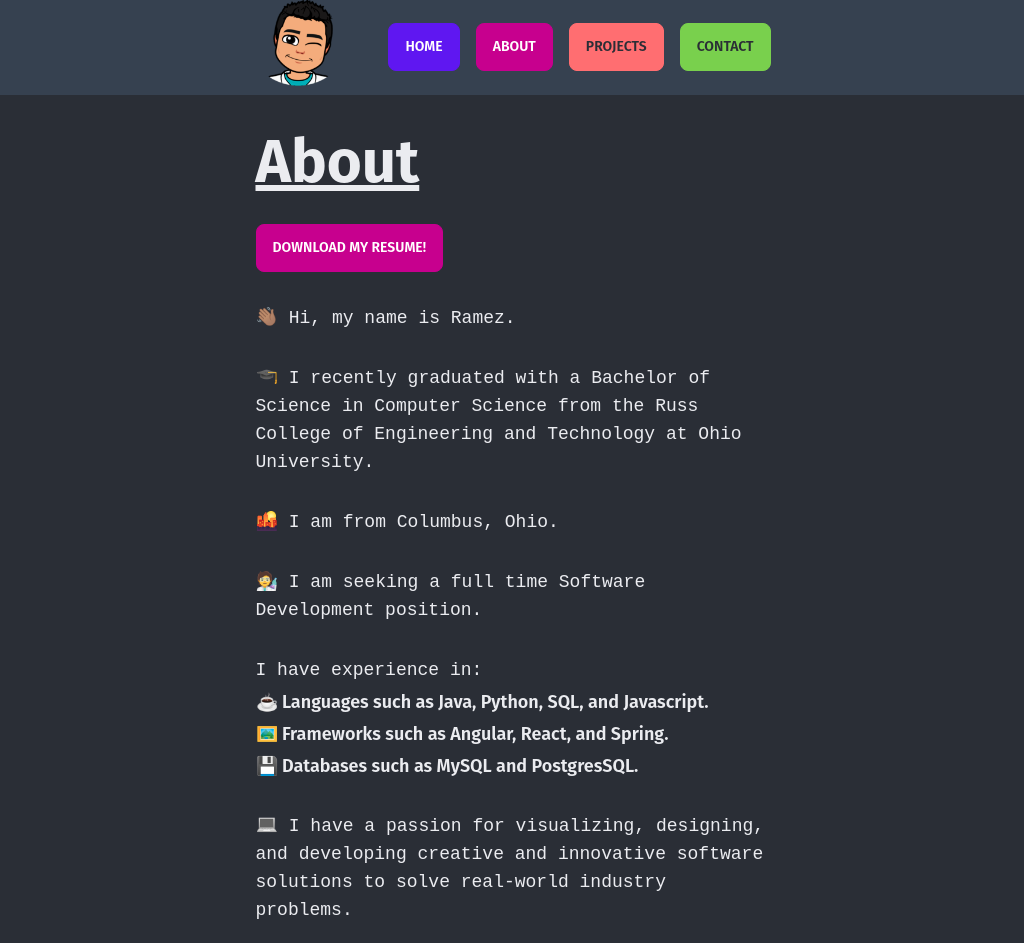 HOME ABOUT PROJECTS CONTACT
About
DOWNLOAD MY RESUME!
👋🏽 Hi, my name is Ramez.
🎓 I recently graduated with a Bachelor of
Science in Computer Science from the Russ
College of Engineering and Technology at Ohio
University.
🌇 I am from Columbus, Ohio.
🧑‍🔬 I am seeking a full time Software
Development position.
I have experience in:
☕ Languages such as Java, Python, SQL, and Javascript.
🖼️ Frameworks such as Angular, React, and Spring.
💾 Databases such as MySQL and PostgresSQL.
💻 I have a passion for visualizing, designing,
and developing creative and innovative software
solutions to solve real-world industry
problems.